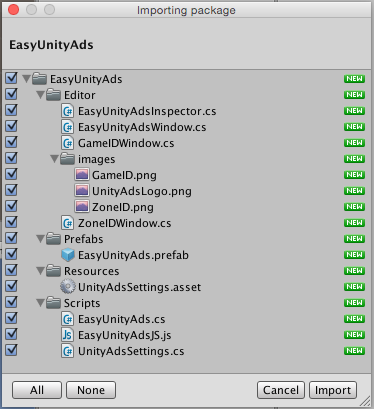 Importing package
EasyUnityAds
EasyUnityAds NEW
Editor NEW
EasyUnityAdsInspector.cs NEW
EasyUnityAdsWindow.cs NEW
GameIDWindow.cs NEW
images NEW
GameID.png NEW
UnityAdsLogo.png NEW
ZoneID.png NEW
ZoneIDWindow.cs NEW
Prefabs NEW
EasyUnityAds.prefab NEW
Resources NEW
UnityAdsSettings.asset NEW
Scripts NEW
EasyUnityAds.cs NEW
EasyUnityAdsJS.js NEW
UnityAdsSettings.cs NEW
All None Cancel Import